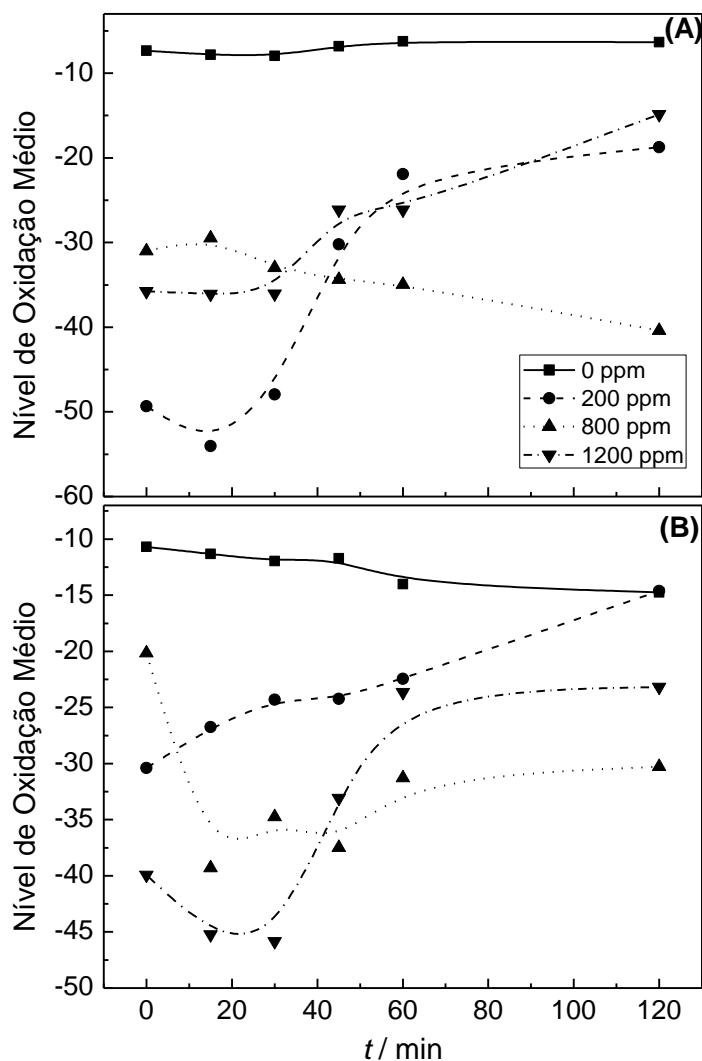 (A)
-10
-20
-30
-40
-50
-60
Nível de Oxidação Médio
0 ppm
200 ppm
800 ppm
1200 ppm
(B)
-10
-15
-20
-25
-30
-35
-40
-45
-50
Nível de Oxidação Médio
0 20 40 60 80 100 120
t / min